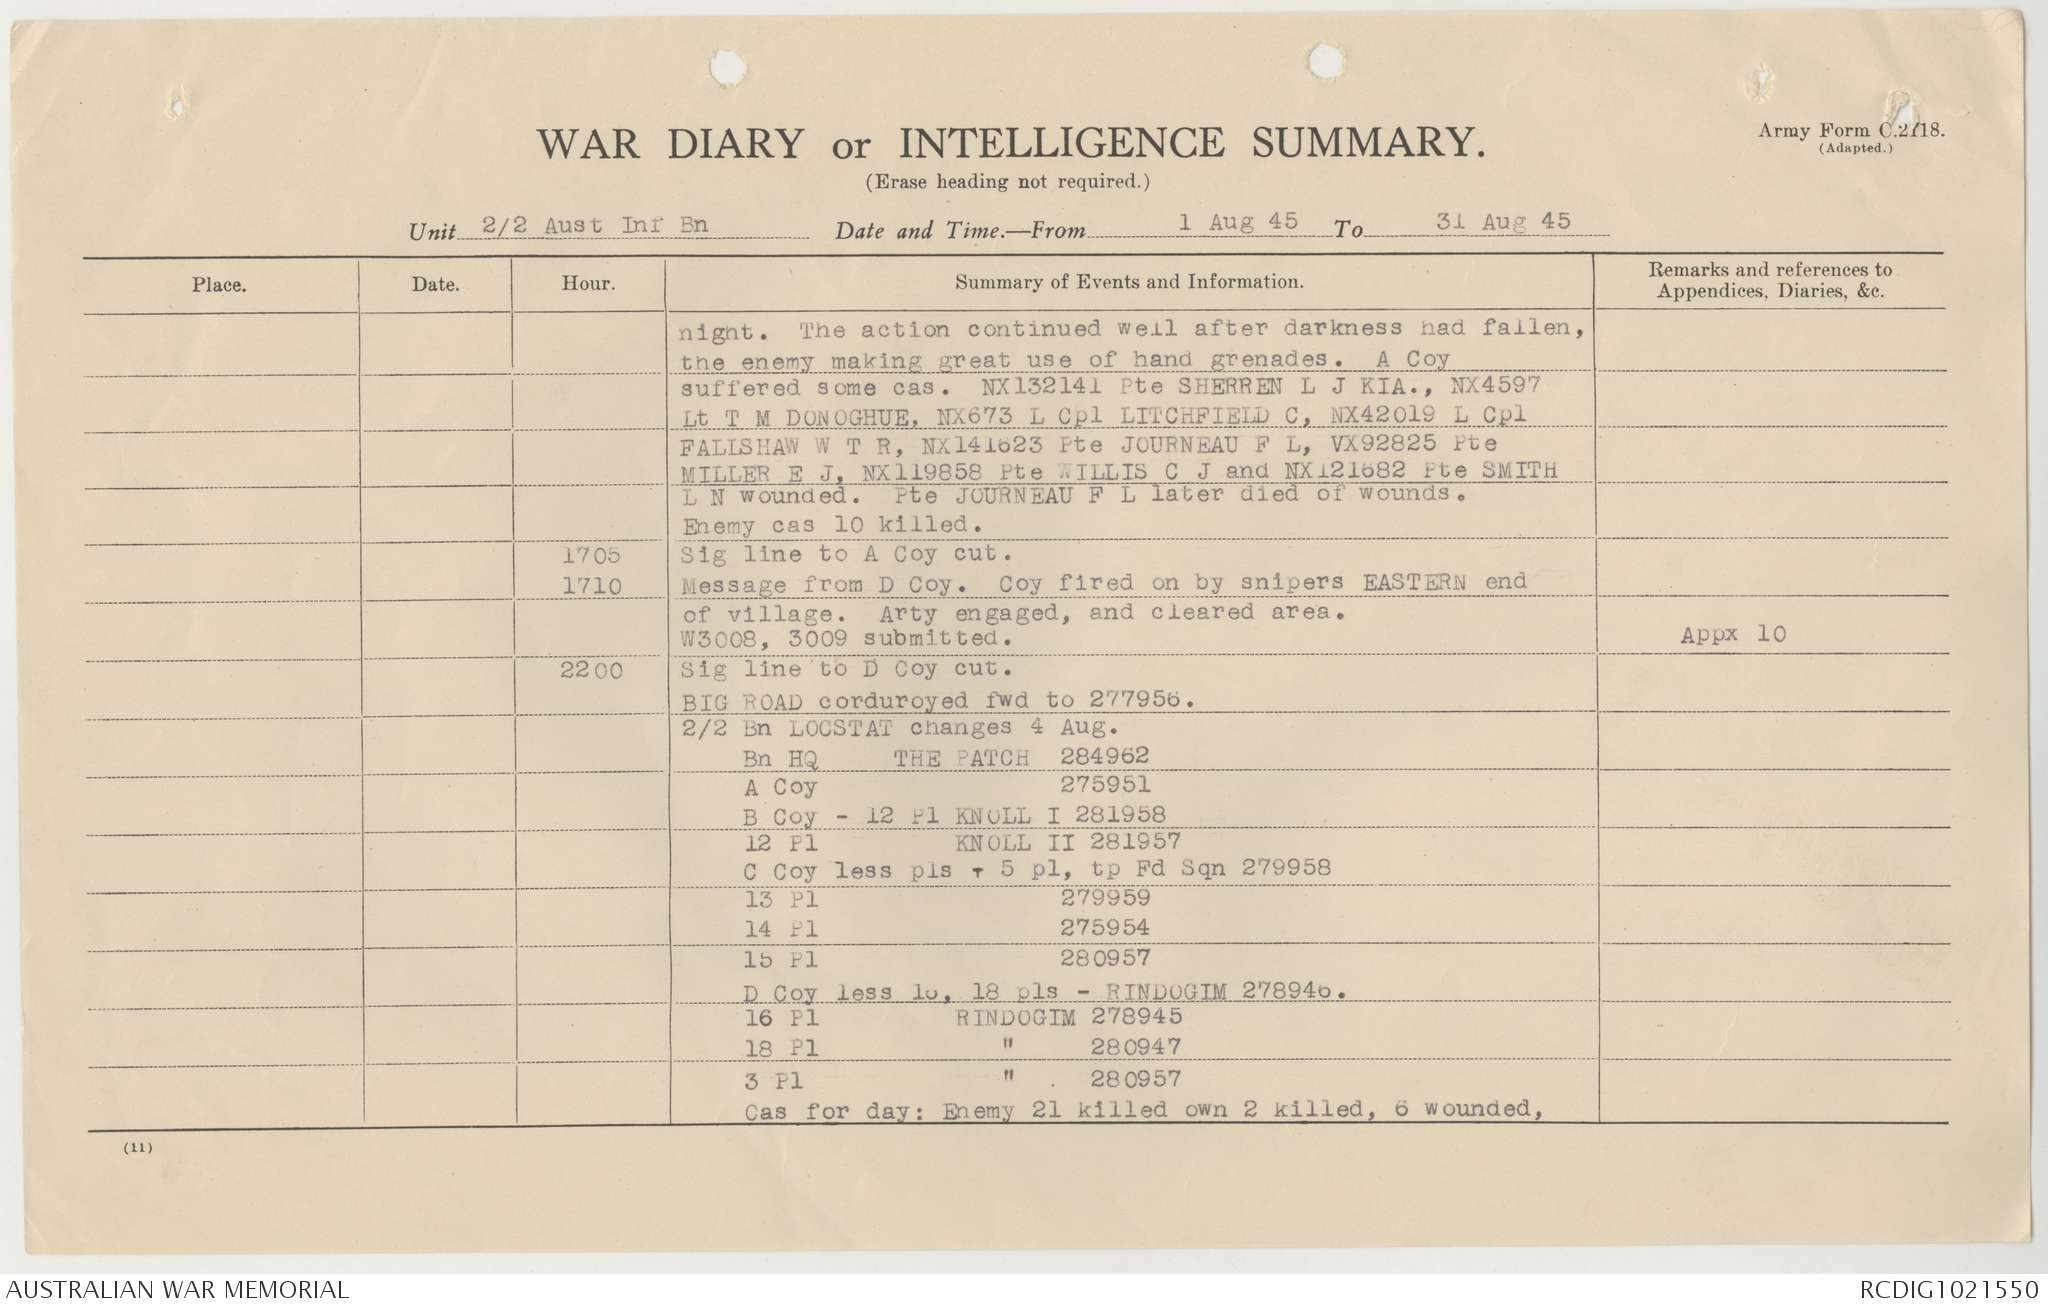 WAR DIARY or INTELLIGENCE SUMMARY.
Army Form C.2118.
(Adapted.)
(Erase heading not required.)
Unit 2/2 Aust Inf Bn Date and Time.—From 1 Aug 45 To 31 Aug 45
Place. Date. Hour. Summary of Events and Information. Remarks and references to Appendices, Diaries, &c.
night. The action continued well after darkness had fallen,
the enemy making great use of hand grenades. A Coy
suffered some cas. NX132141 Pte SHERREN L J KIA., NX4597
Lt T M DONOGHUE, NX673 L Cpl LITCHFIELD C, NX42019 L Cpl
FALLSHAW W T R, NX141623 Pte JOURNEAU F L, VX92825 Pte
MILLER E J, NX119858 Pte WILLIS C J and NX121682 Pte SMITH
L N wounded. Pte JOURNEAU F L later died of wounds.
Enemy cas 10 killed.
1705 Sig line to A Coy cut.
1710 Message from D Coy. Coy fired on by snipers EASTERN end
of village. Arty engaged, and cleared area.
W3008, 3009 submitted. Appx 10
2200 Sig line to D Coy cut.
BIG ROAD corduroyed fwd to 277956.
2/2 Bn LOCSTAT changes 4 Aug.
Bn HQ THE PATCH 284962
A Coy 275951
B Coy - 12 Pl KNOLL I 281958
12 Pl KNOLL II 281957
C Coy less pls + 5 pl, tp Fd Sqn 279958
13 Pl 279959
14 Pl 275954
15 Pl 280957
D Coy less 16, 18 pls - RINDOGIM 278946.
16 Pl RINDOGIM 278945
18 Pl " 280947
3 Pl " . 280957
Cas for day: Enemy 21 killed own 2 killed, 6 wounded,
(11)
AUSTRALIAN WAR MEMORIAL RCDIG1021550